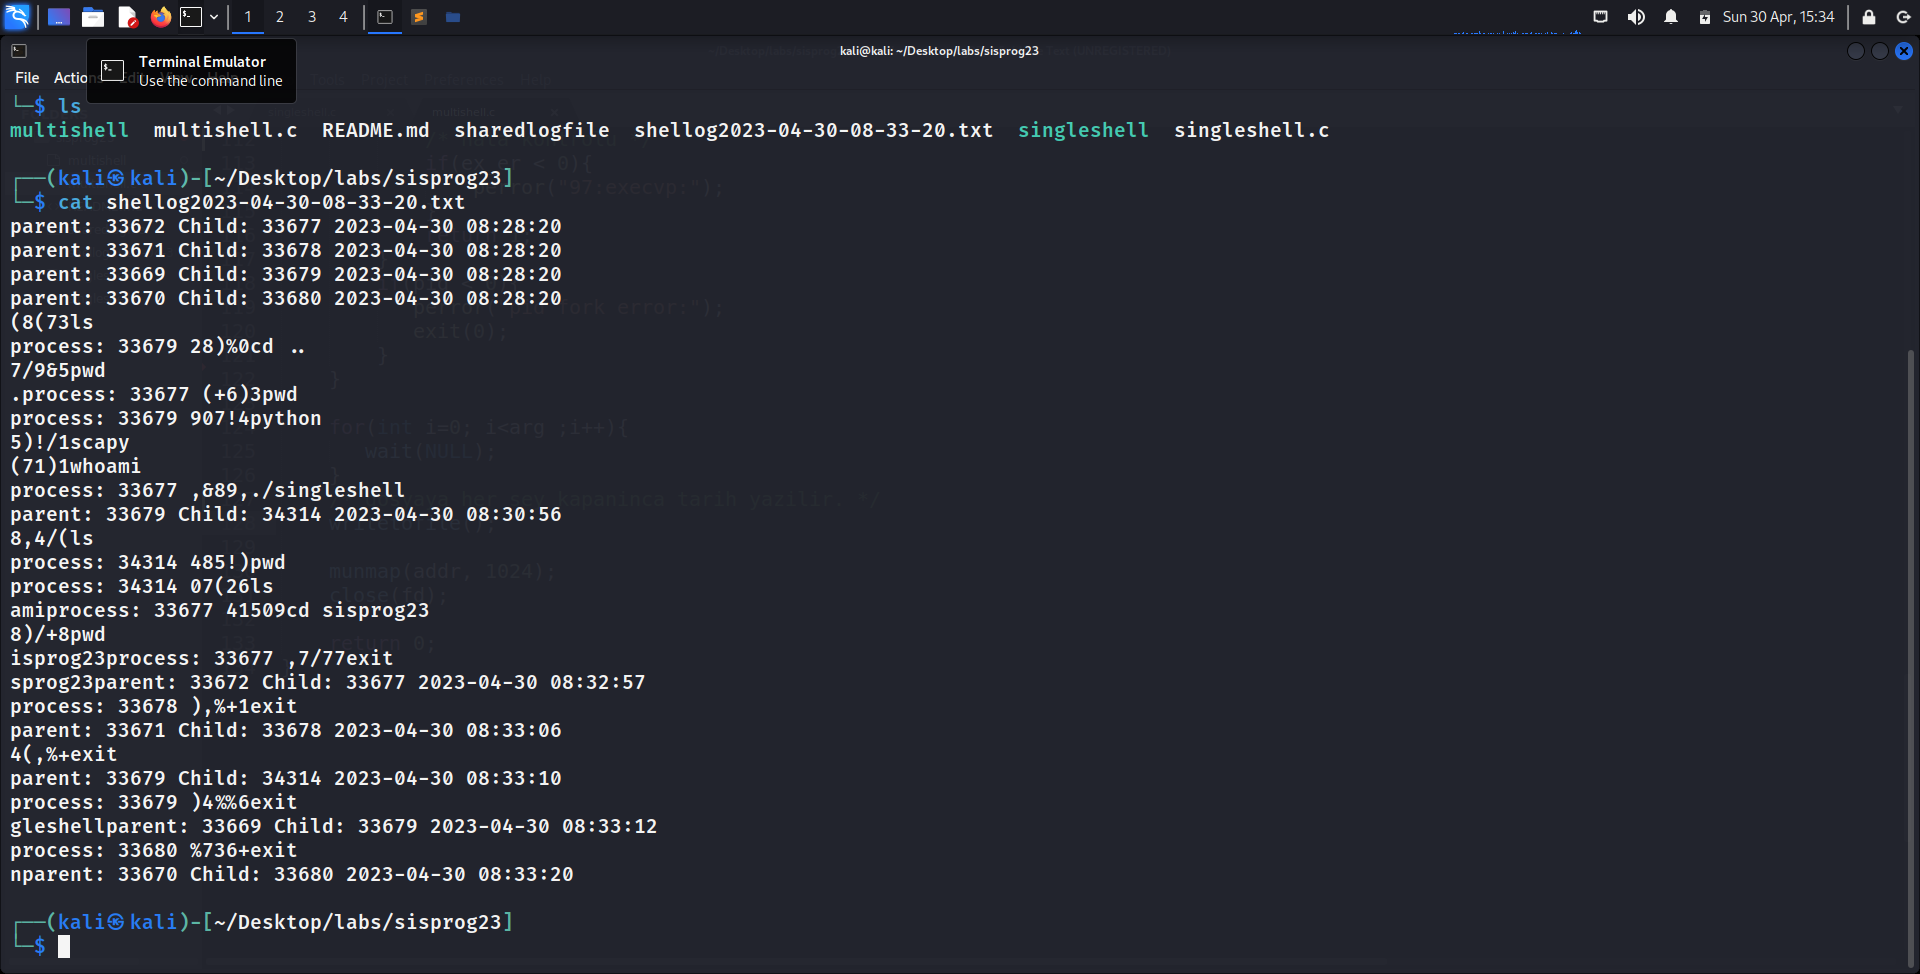 1 2 3 4 Sun 30 Apr, 15:34
kali@kali: ~/Desktop/labs/sisprog23
File Actions Edit View Help
Terminal Emulator
Use the command line
└─$ ls
multishell multishell.c README.md sharedlogfile shellog2023-04-30-08-33-20.txt singleshell singleshell.c
┌──(kali㉿kali)-[~/Desktop/labs/sisprog23]
└─$ cat shellog2023-04-30-08-33-20.txt
parent: 33672 Child: 33677 2023-04-30 08:28:20
parent: 33671 Child: 33678 2023-04-30 08:28:20
parent: 33669 Child: 33679 2023-04-30 08:28:20
parent: 33670 Child: 33680 2023-04-30 08:28:20
(8(73ls
process: 33679 28)%0cd ..
7/9&5pwd
.process: 33677 (+6)3pwd
process: 33679 907!4python
5)!/1scapy
(71)1whoami
process: 33677 ,&89,./singleshell
parent: 33679 Child: 34314 2023-04-30 08:30:56
8,4/(ls
process: 34314 485!)pwd
process: 34314 07(26ls
amiprocess: 33677 41509cd sisprog23
8)/+8pwd
isprog23process: 33677 ,7/77exit
sprog23parent: 33672 Child: 33677 2023-04-30 08:32:57
process: 33678 ),%+1exit
parent: 33671 Child: 33678 2023-04-30 08:33:06
4(,%+exit
parent: 33679 Child: 34314 2023-04-30 08:33:10
process: 33679 )4%%6exit
gleshellparent: 33669 Child: 33679 2023-04-30 08:33:12
process: 33680 %736+exit
nparent: 33670 Child: 33680 2023-04-30 08:33:20
┌──(kali㉿kali)-[~/Desktop/labs/sisprog23]
└─$